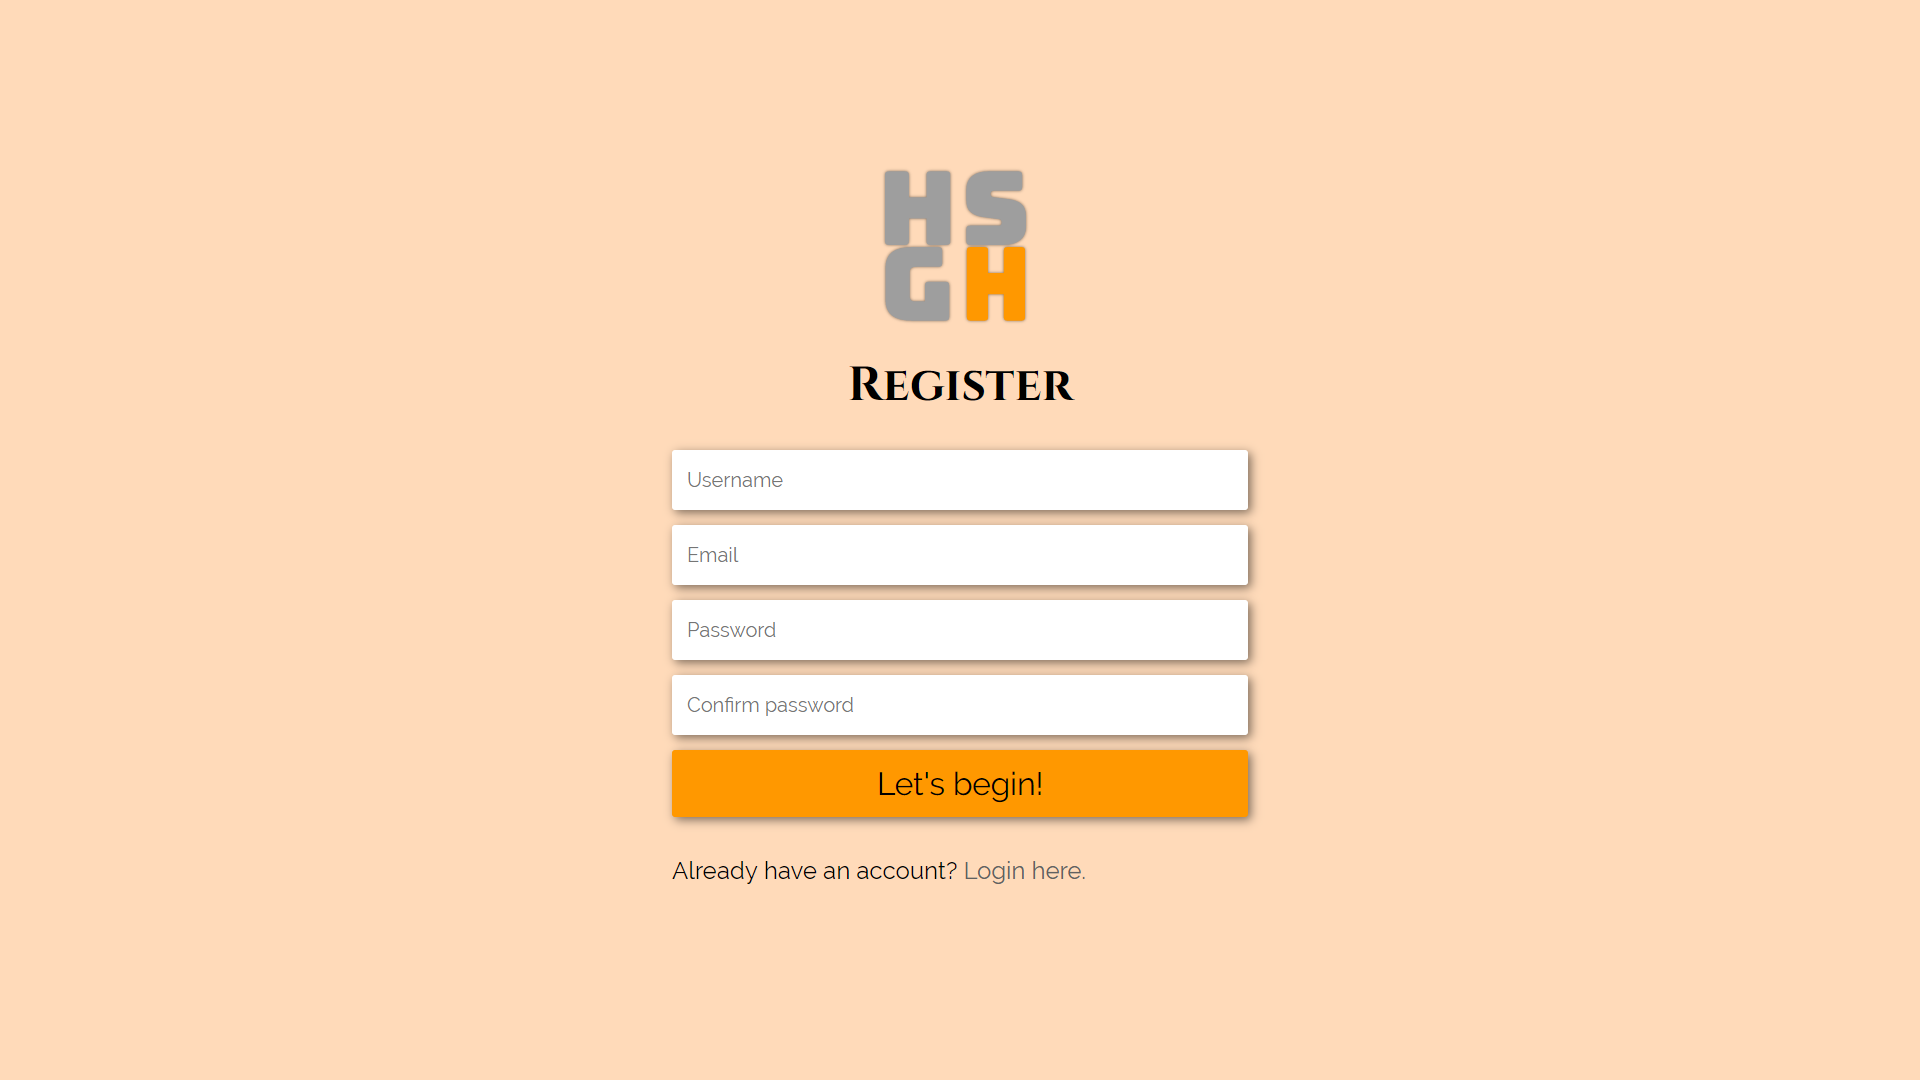 HS
GH
Register
Username
Email
Password
Confirm password
Let's begin!
Already have an account? Login here.